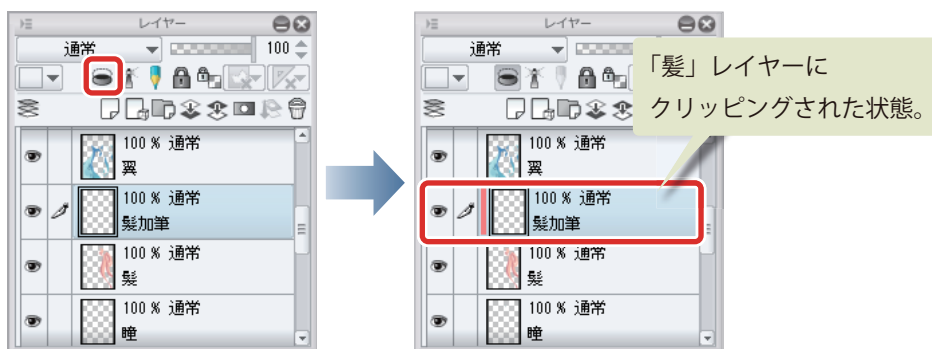 レイヤー
通常 100
100 % 通常
翼
100 % 通常
髪加筆
100 % 通常
髪
100 % 通常
瞳
レイヤー
通常
100 % 通常
翼
100 % 通常
髪加筆
100 % 通常
髪
100 % 通常
瞳
「髪」レイヤーに
クリッピングされた状態。